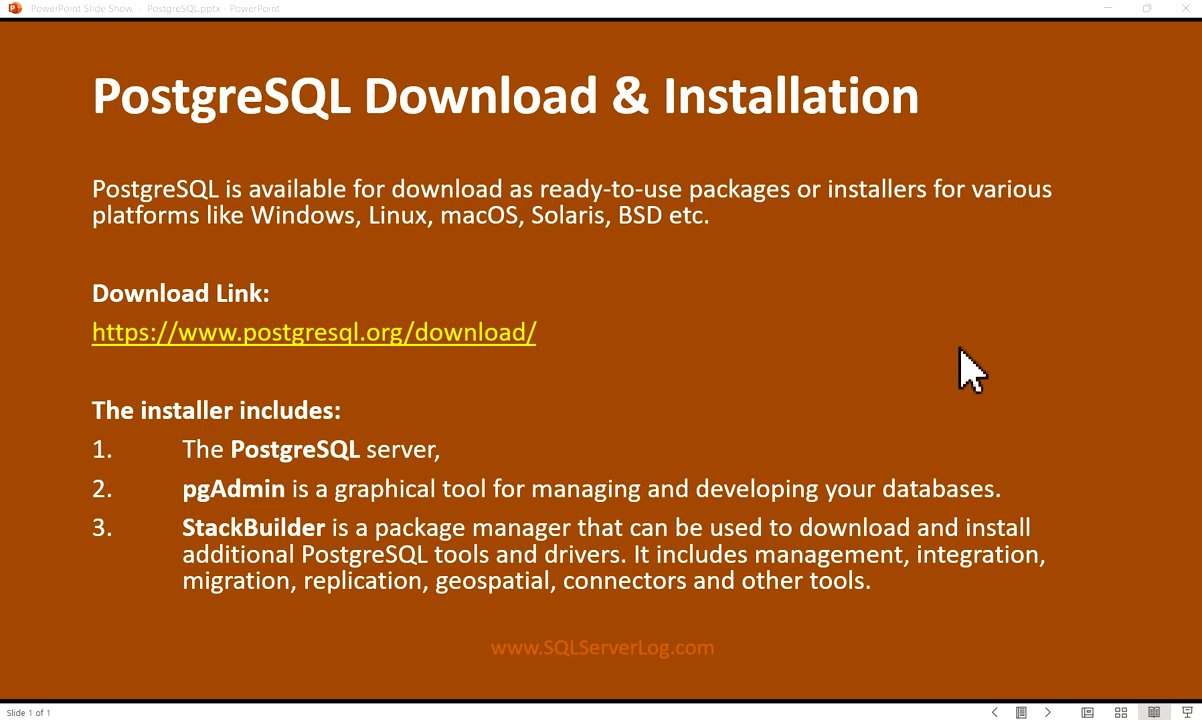 PowerPoint Slide Show - PostgreSQL.pptx - PowerPoint
PostgreSQL Download & Installation
PostgreSQL is available for download as ready-to-use packages or installers for various
platforms like Windows, Linux, macOS, Solaris, BSD etc.
Download Link:
https://www.postgresql.org/download/
The installer includes:
1. The PostgreSQL server,
2. pgAdmin is a graphical tool for managing and developing your databases.
3. StackBuilder is a package manager that can be used to download and install
additional PostgreSQL tools and drivers. It includes management, integration,
migration, replication, geospatial, connectors and other tools.
www.SQLServerLog.com
Slide 1 of 1